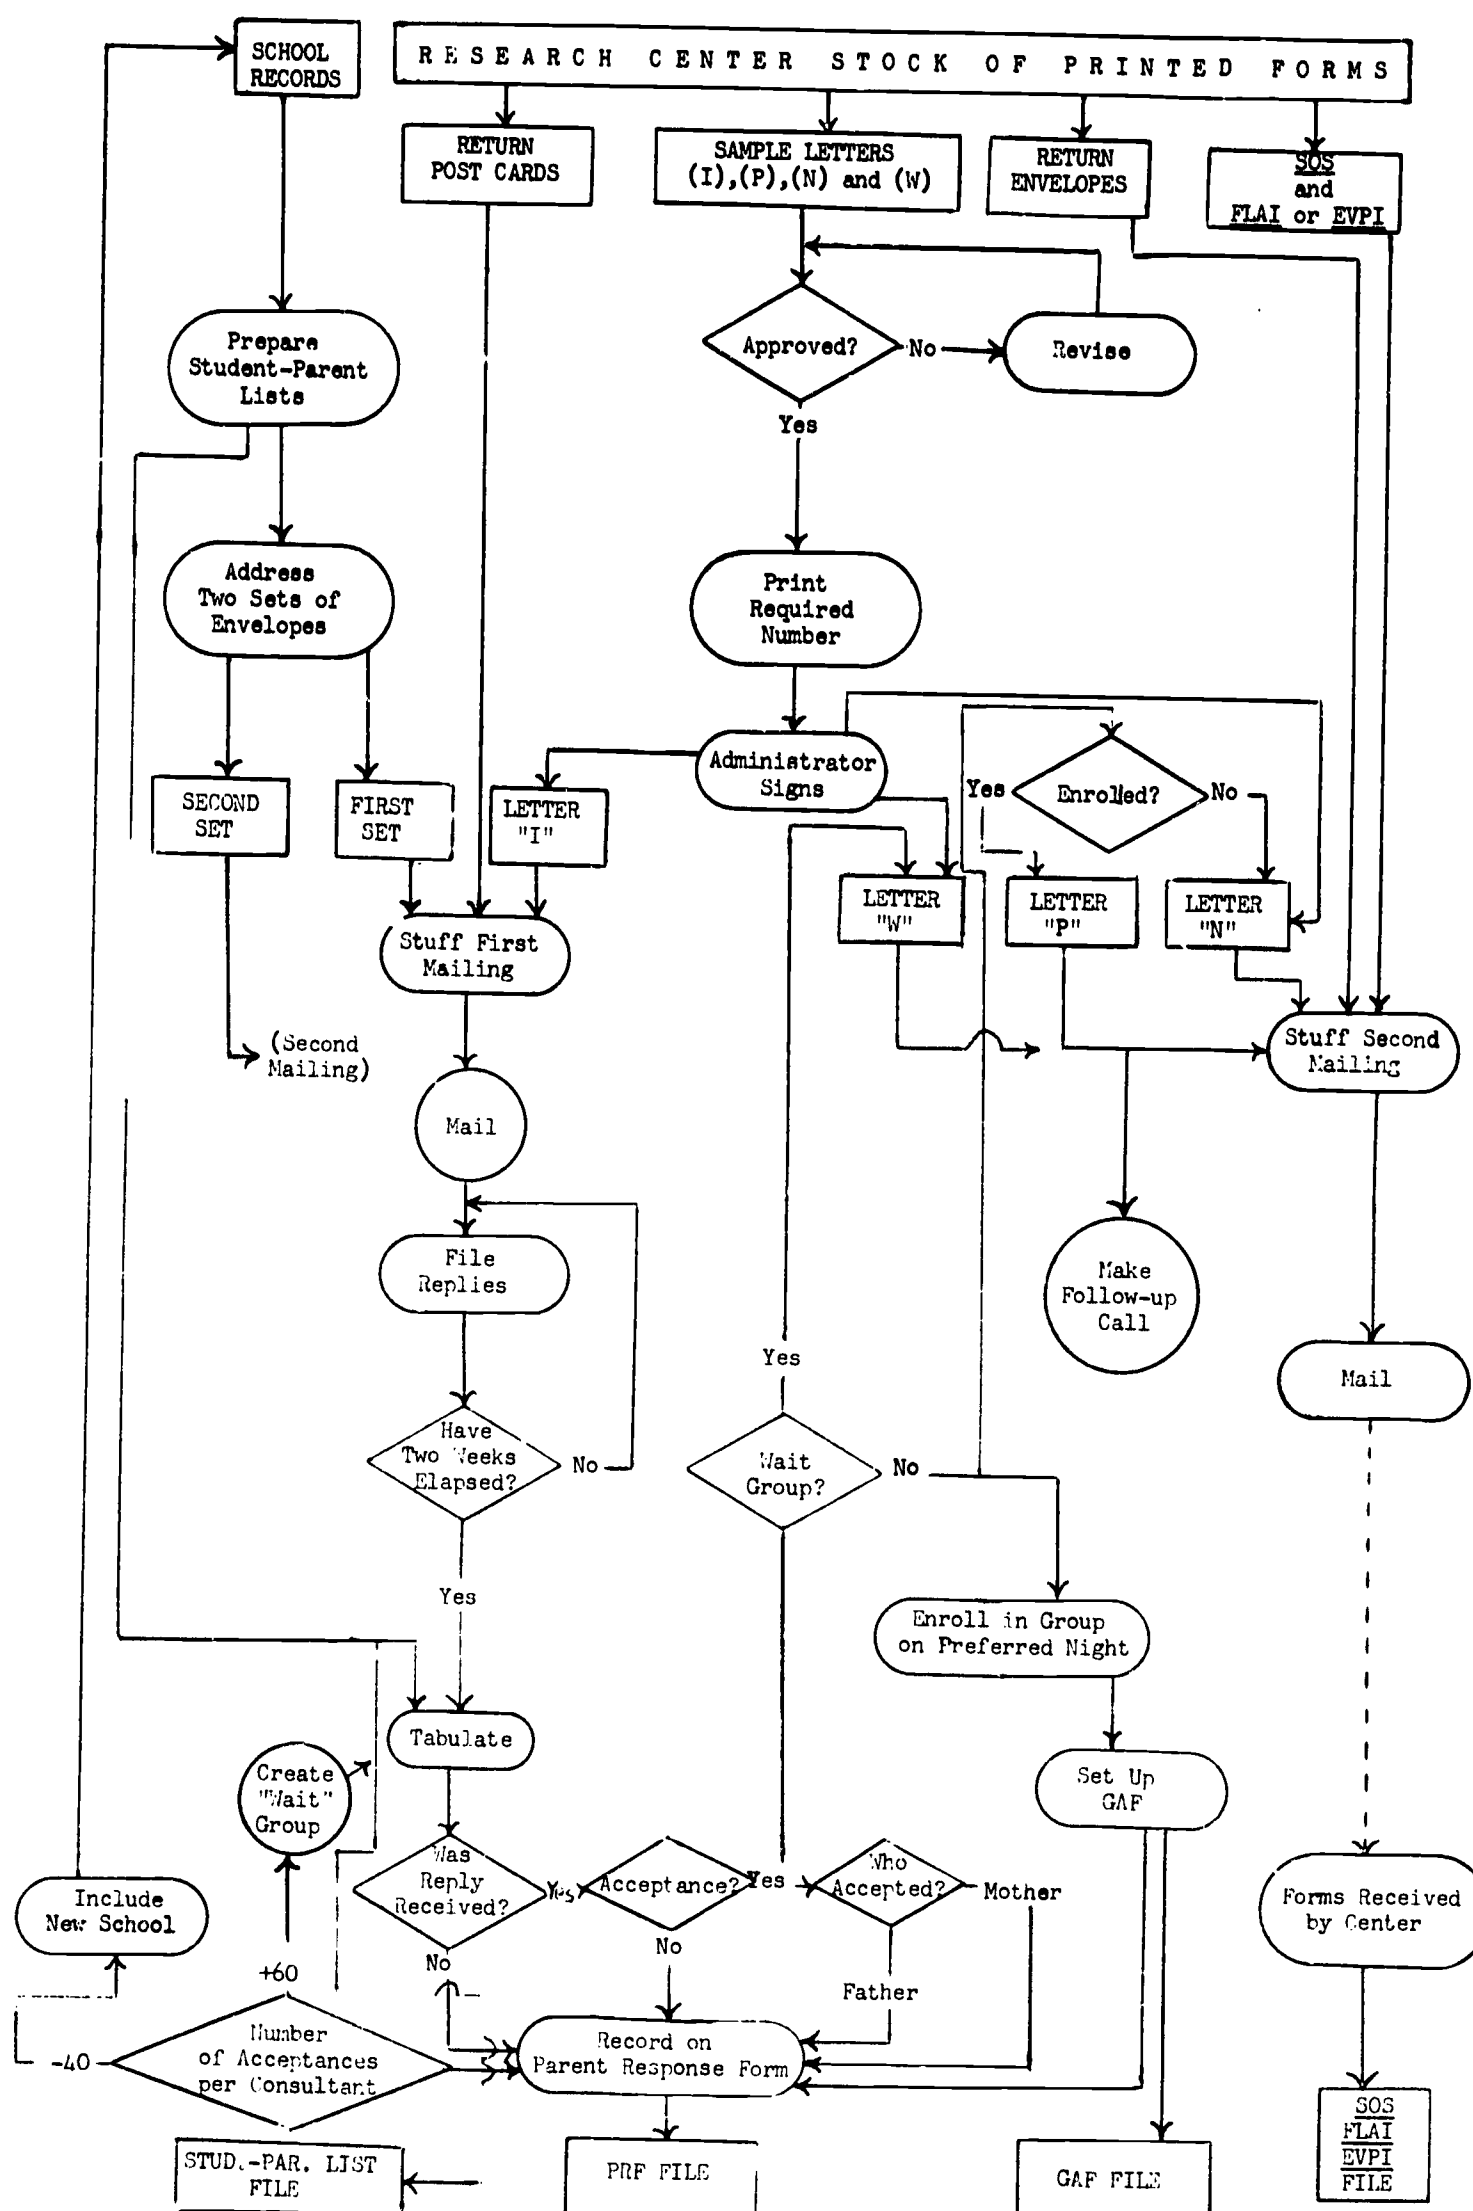 SCHOOL
RECORDS
RESEARCH CENTER STOCK OF PRINTED FORMS
RETURN
POST CARDS
SAMPLE LETTERS
(I),(P),(N) and (W)
RETURN
ENVELOPES
SOS
and
FLAI or EVPI
Prepare
Student-Parent
Lists
Approved?
No
Revise
Yes
Address
Two Sets of
Envelopes
Print
Required
Number
SECOND
SET
FIRST
SET
LETTER
"I"
Administrator
Signs
Yes
Enrolled?
No
LETTER
"W"
LETTER
"P"
LETTER
"N"
Stuff First
Mailing
(Second
Mailing)
Stuff Second
Mailing
Mail
File
Replies
Make
Follow-up
Call
Yes
Mail
Have
Two Weeks
Elapsed?
No
Wait
Group?
No
Yes
Enroll in Group
on Preferred Night
Tabulate
Create
"Wait"
Group
Set Up
GAF
Was
Reply
Received?
Yes
Acceptance?
Yes
Who
Accepted?
Mother
Include
New School
Forms Received
by Center
No
No
+60
Father
-40
Number
of Acceptances
per Consultant
Record on
Parent Response Form
STUD.-PAR. LIST
FILE
PRF FILE
GAF FILE
SOS
FLAI
EVPI
FILE